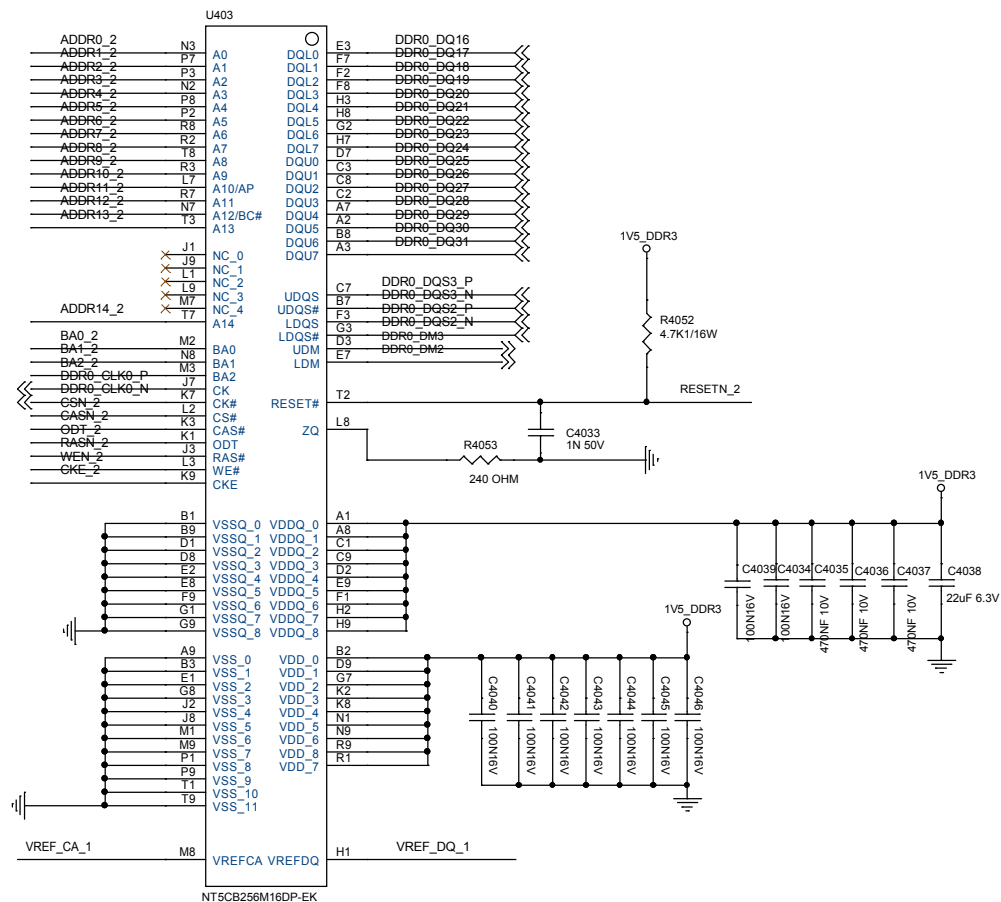 U403
ADDR0_2 N3 A0 DQL0 E3 DDR0_DQ16
ADDR1_2 P7 A1 DQL1 F7 DDR0_DQ17
ADDR2_2 P3 A2 DQL2 F2 DDR0_DQ18
ADDR3_2 N2 A3 DQL3 F8 DDR0_DQ19
ADDR4_2 P8 A4 DQL4 H3 DDR0_DQ20
ADDR5_2 P2 A5 DQL5 H8 DDR0_DQ21
ADDR6_2 R8 A6 DQL6 G2 DDR0_DQ22
ADDR7_2 R2 A7 DQL7 H7 DDR0_DQ23
ADDR8_2 T8 A8 DQU0 D7 DDR0_DQ24
ADDR9_2 R3 A9 DQU1 C3 DDR0_DQ25
ADDR10_2 L7 A10/AP DQU2 C8 DDR0_DQ26
ADDR11_2 R7 A11 DQU3 C2 DDR0_DQ27
ADDR12_2 N7 A12/BC# DQU4 A7 DDR0_DQ28
ADDR13_2 T3 A13 DQU5 A2 DDR0_DQ29
DQU6 B8 DDR0_DQ30
J1 NC_0 DQU7 A3 DDR0_DQ31
J9 NC_1
L1 NC_2
L9 NC_3 UDQS C7 DDR0_DQS3_P
M7 NC_4 UDQS# B7 DDR0_DQS3_N
ADDR14_2 T7 A14 LDQS F3 DDR0_DQS2_P
LDQS# G3 DDR0_DQS2_N
BA0_2 M2 BA0 UDM D3 DDR0_DM3
BA1_2 N8 BA1 LDM E7 DDR0_DM2
BA2_2 M3 BA2
DDR0_CLK0_P J7 CK
DDR0_CLK0_N K7 CK# RESET# T2 RESETN_2
CSN_2 L2 CS#
CASN_2 K3 CAS# ZQ L8
ODT_2 K1 ODT
RASN_2 J3 RAS#
WEN_2 L3 WE#
CKE_2 K9 CKE
1V5_DDR3
R4052
4.7K1/16W
C4033
1N 50V
R4053
240 OHM
B1 VSSQ_0 VDDQ_0 A1
B9 VSSQ_1 VDDQ_1 A8
D1 VSSQ_2 VDDQ_2 C1
D8 VSSQ_3 VDDQ_3 C9
E2 VSSQ_4 VDDQ_4 D2
E8 VSSQ_5 VDDQ_5 E9
F9 VSSQ_6 VDDQ_6 F1
G1 VSSQ_7 VDDQ_7 H2
G9 VSSQ_8 VDDQ_8 H9
1V5_DDR3
C4039 C4034 C4035 C4036 C4037 C4038
100N16V 100N16V 470NF 10V 470NF 10V 470NF 10V 22uF 6.3V
A9 VSS_0 VDD_0 B2
B3 VSS_1 VDD_1 D9
E1 VSS_2 VDD_2 G7
G8 VSS_3 VDD_3 K2
J2 VSS_4 VDD_4 K8
J8 VSS_5 VDD_5 N1
M1 VSS_6 VDD_6 N9
M9 VSS_7 VDD_8 R9
P1 VSS_8 VDD_7 R1
P9 VSS_9
T1 VSS_10
T9 VSS_11
1V5_DDR3
C4040 C4041 C4042 C4043 C4044 C4045 C4046
100N16V 100N16V 100N16V 100N16V 100N16V 100N16V 100N16V
VREF_CA_1 M8 VREFCA VREFDQ H1 VREF_DQ_1
NT5CB256M16DP-EK